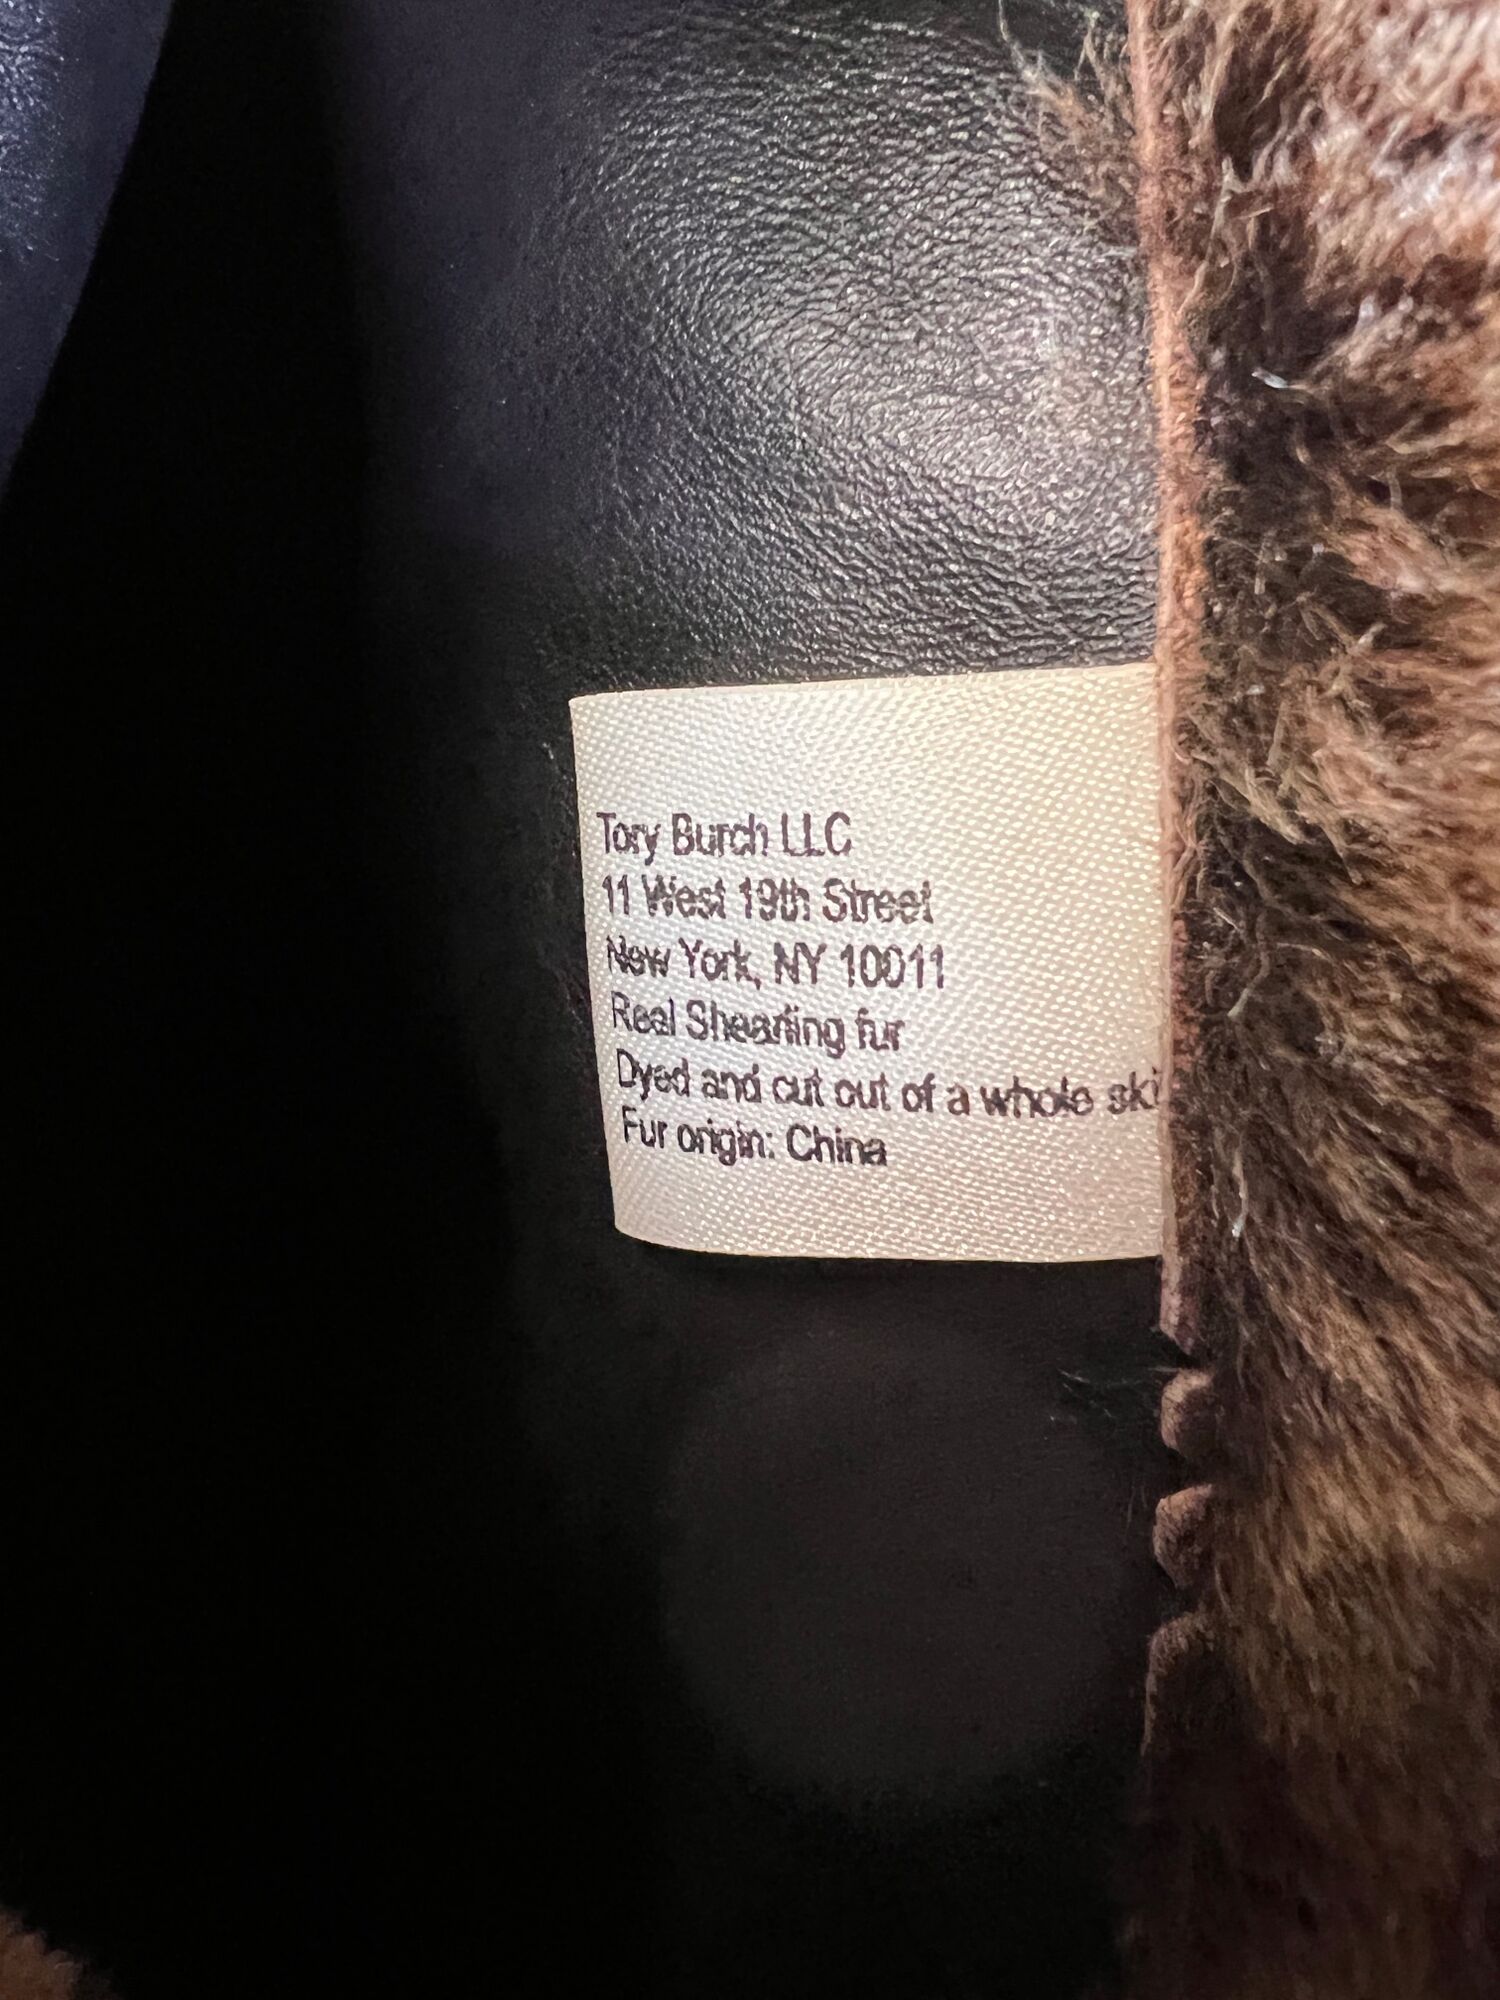 Tory Burch LLC
11 West 19th Street
New York, NY 10011
Real Shearling fur
Dyed and cut out of a whole ski
Fur origin: China